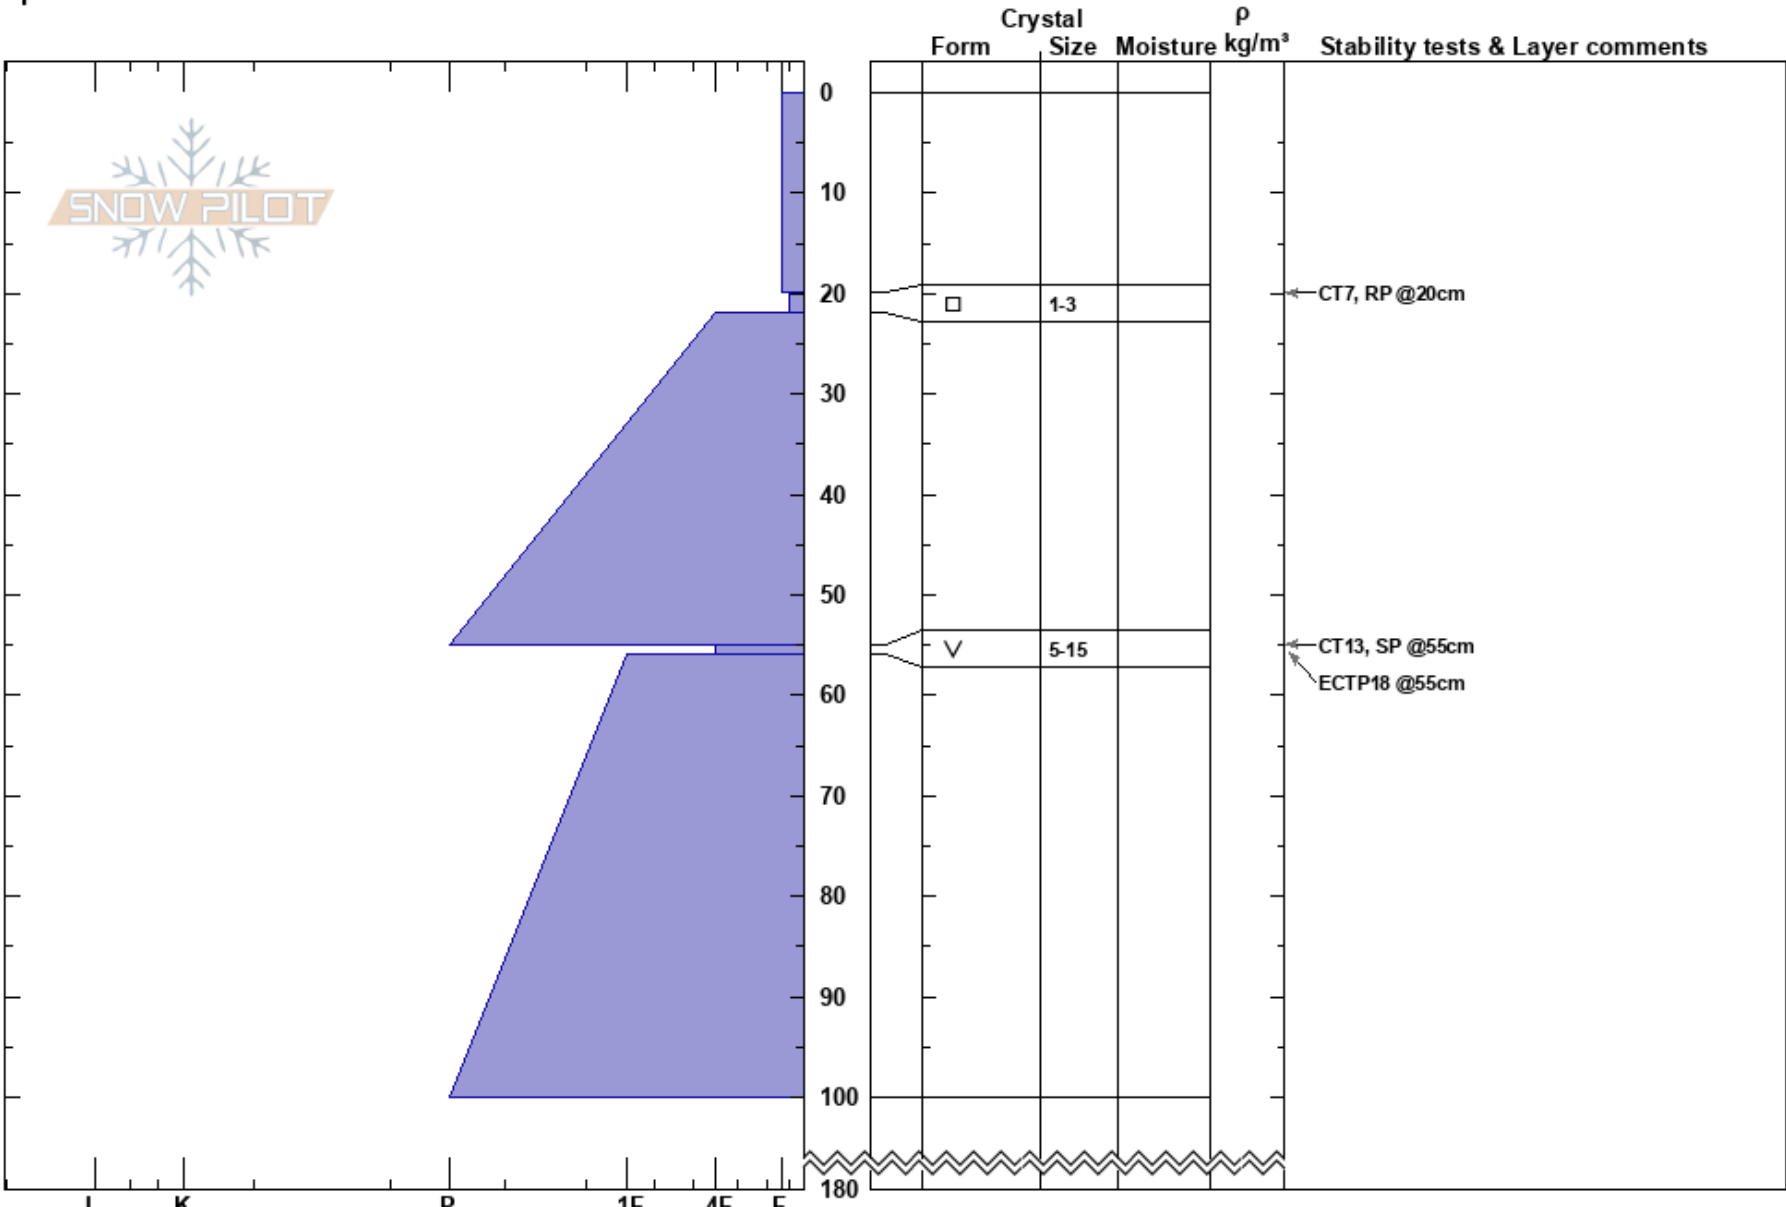 Crystal ρ
Form Size Moisture kg/m³ Stability tests & Layer comments
0
SNOW PILOT
10
20
CT7, RP @20cm
1-3
30
40
50
CT13, SP @55cm
5-15
ECTP18 @55cm
60
70
80
90
100
180
I K P 1F 4F F